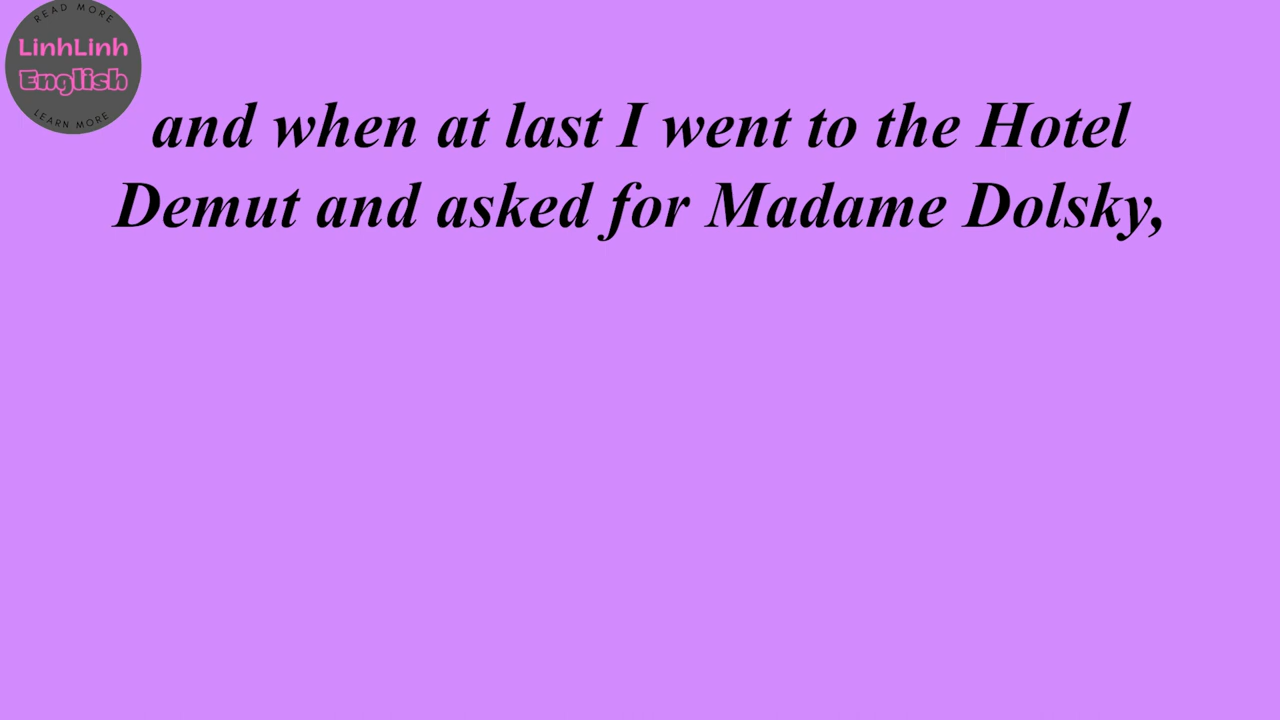 READ MORE
LinhLinh
English
LEARN MORE
and when at last I went to the Hotel
Demut and asked for Madame Dolsky,